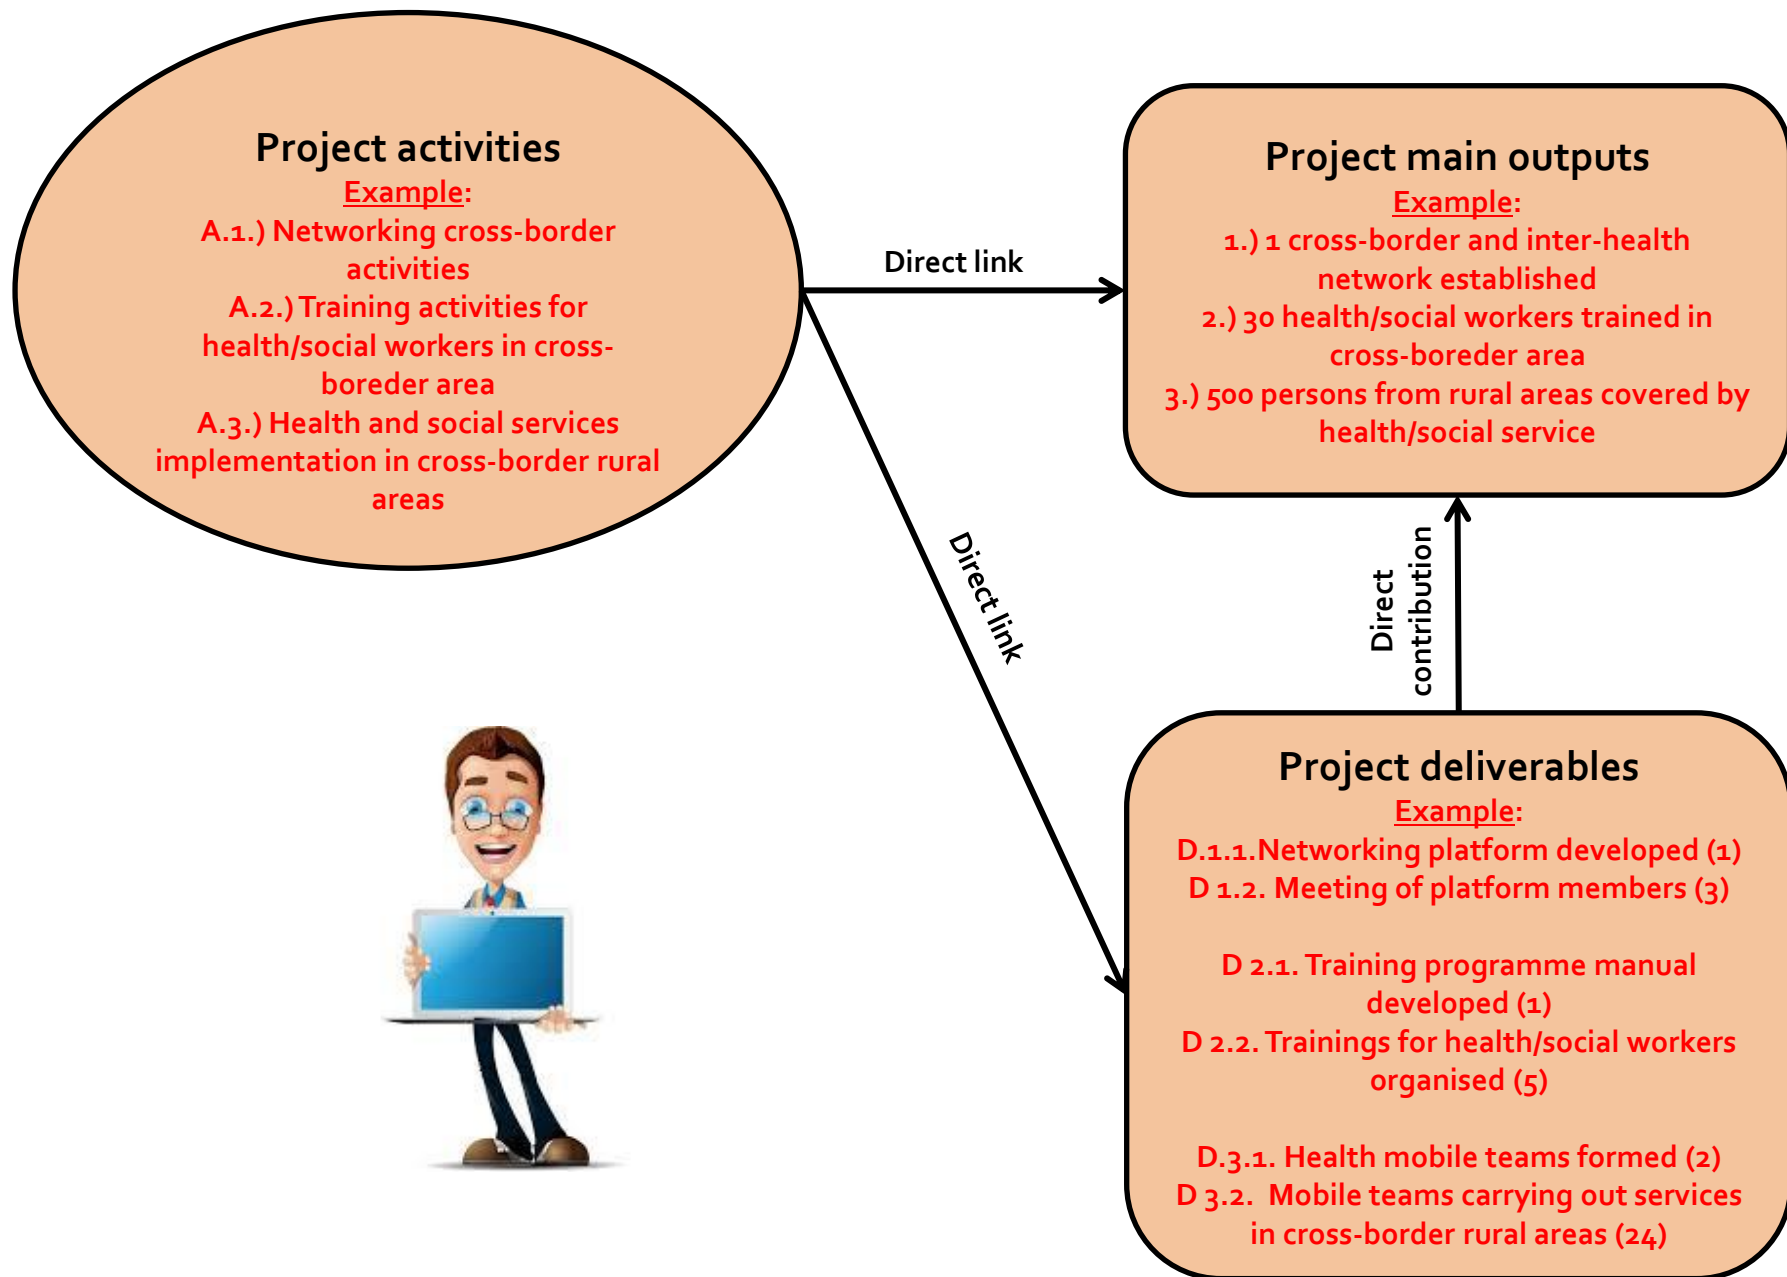 Project activities
Example:
A.1.) Networking cross-border
activities
A.2.) Training activities for
health/social workers in cross-
boreder area
A.3.) Health and social services
implementation in cross-border rural
areas
Direct link
Project main outputs
Example:
1.) 1 cross-border and inter-health
network established
2.) 30 health/social workers trained in
cross-boreder area
3.) 500 persons from rural areas covered by
health/social service
Direct link
Direct
contribution
Project deliverables
Example:
D.1.1.Networking platform developed (1)
D 1.2. Meeting of platform members (3)
D 2.1. Training programme manual
developed (1)
D 2.2. Trainings for health/social workers
organised (5)
D.3.1. Health mobile teams formed (2)
D 3.2. Mobile teams carrying out services
in cross-border rural areas (24)